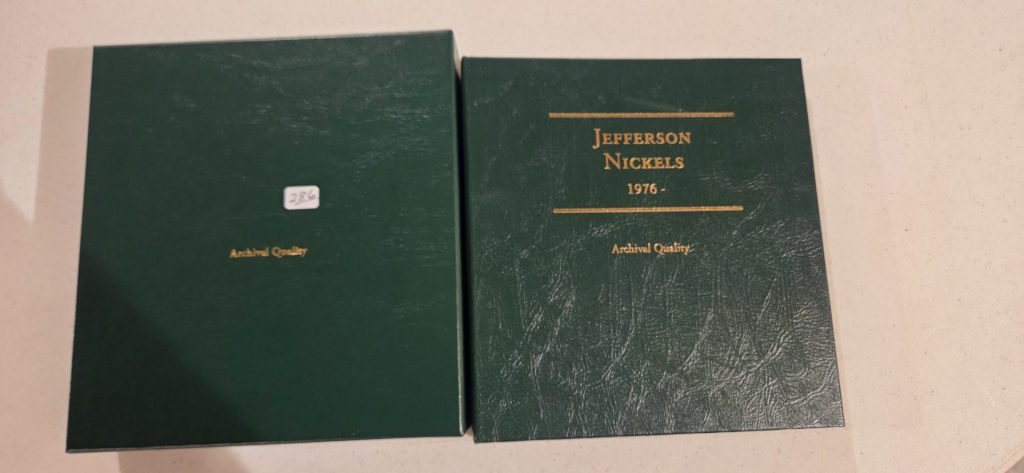 286
Archival Quality
JEFFERSON
NICKELS
1976 -
Archival Quality